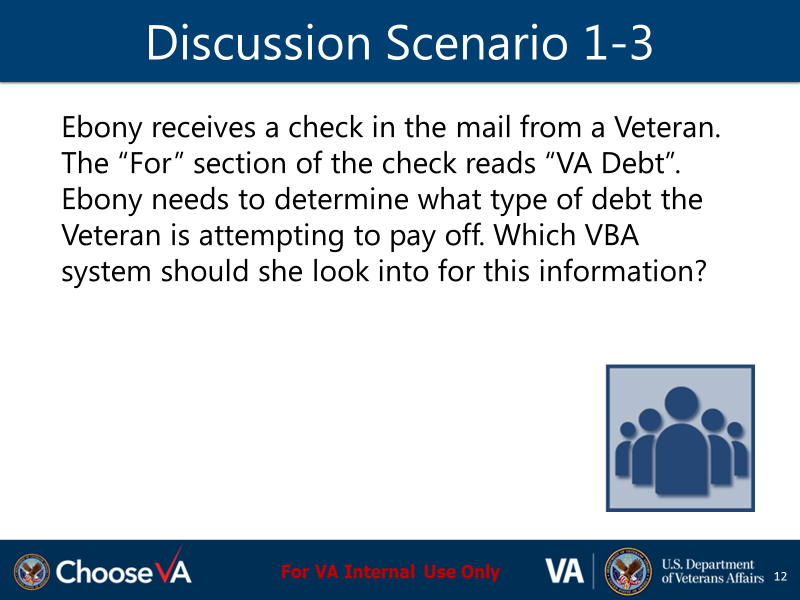 Discussion Scenario 1-3
Ebony receives a check in the mail from a Veteran.
The “For” section of the check reads “VA Debt”.
Ebony needs to determine what type of debt the
Veteran is attempting to pay off. Which VBA
system should she look into for this information?
Choose VA
For VA Internal Use Only
VA
U.S. Department
of Veterans Affairs
12